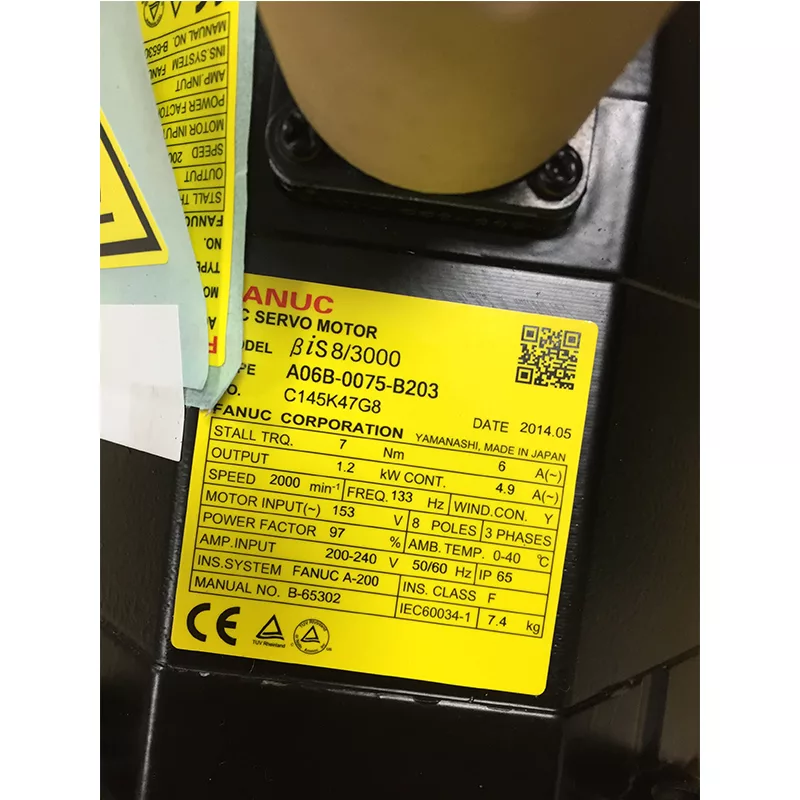 MANUAL NO. B-6530
INS.SYSTEM FANU
AMP.INPUT
POWER FACTO
MOTOR INPUT
SPEED 200
OUTPUT
STALL TR
FANUC
NO.
TYPE
MO
ANUC
C SERVO MOTOR
MODEL βiS 8/3000
PE A06B-0075-B203
O. C145K47G8
DATE 2014.05
FANUC CORPORATION YAMANASHI, MADE IN JAPAN
STALL TRQ. 7 Nm 6 A(~)
OUTPUT 1.2 kW CONT. 4.9 A(~)
SPEED 2000 min-1 FREQ. 133 Hz WIND.CON. Y
MOTOR INPUT(~) 153 V 8 POLES 3 PHASES
POWER FACTOR 97 % AMB. TEMP. 0-40 ℃
AMP.INPUT 200-240 V 50/60 Hz IP 65
INS.SYSTEM FANUC A-200 INS. CLASS F
MANUAL NO. B-65302 IEC60034-1 7.4 kg
CE TÜV Rheinland